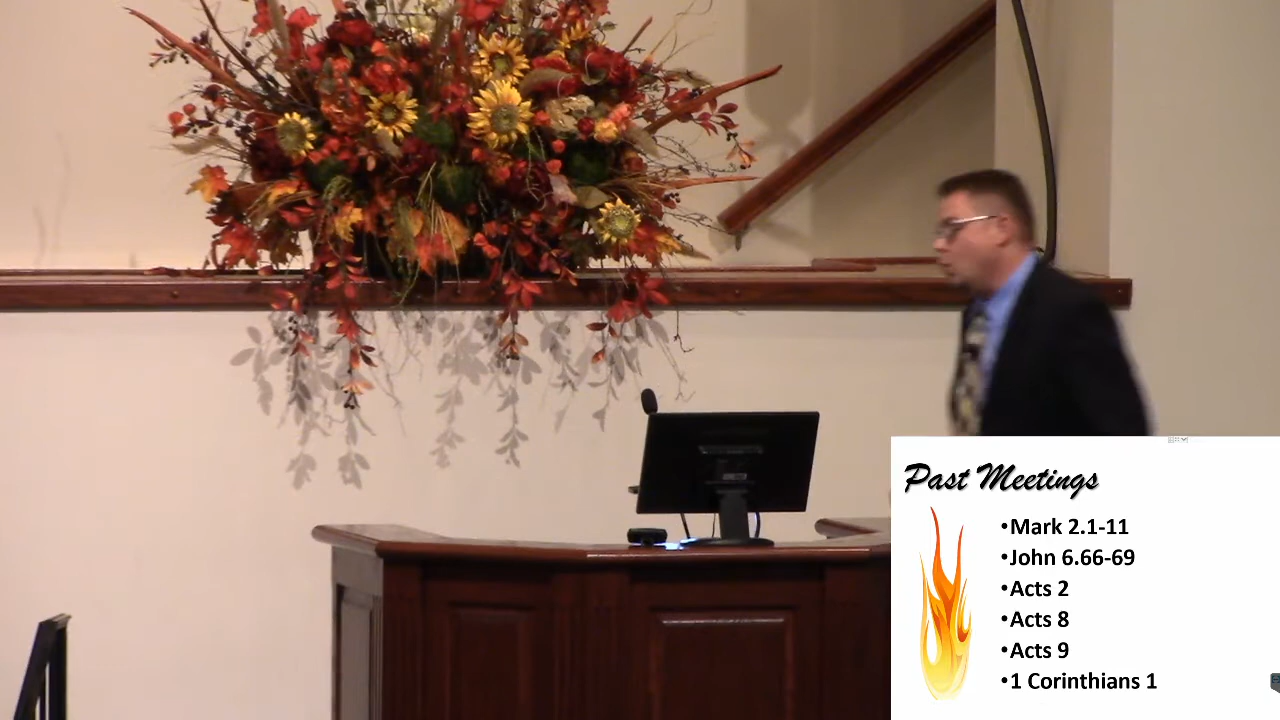 Past Meetings
•Mark 2.1-11
•John 6.66-69
•Acts 2
•Acts 8
•Acts 9
•1 Corinthians 1